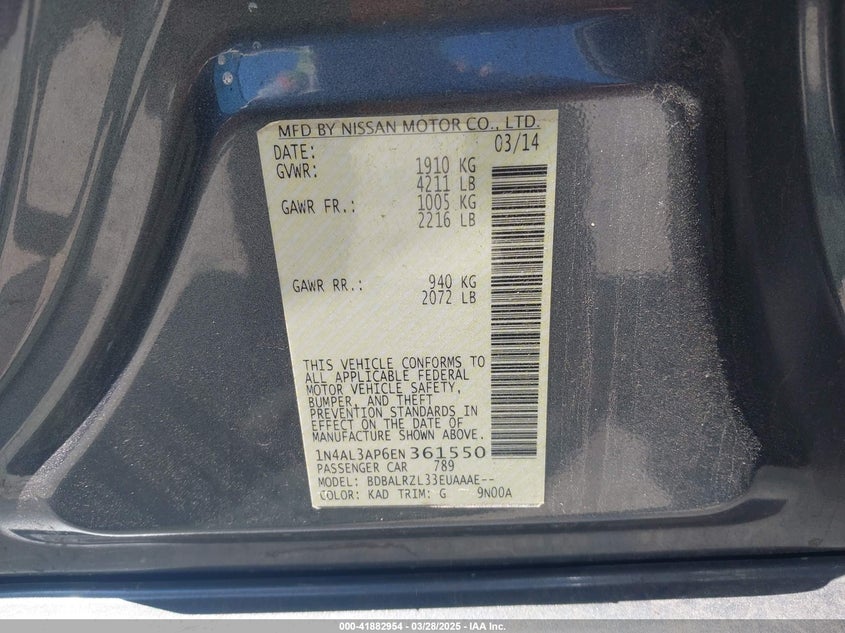 MFD BY NISSAN MOTOR CO., LTD.
DATE: 03/14
GVWR: 1910 KG
4211 LB
GAWR FR.: 1005 KG
2216 LB
GAWR RR.: 940 KG
2072 LB
THIS VEHICLE CONFORMS TO
ALL APPLICABLE FEDERAL
MOTOR VEHICLE SAFETY,
BUMPER, AND THEFT
PREVENTION STANDARDS IN
EFFECT ON THE DATE OF
MANUFACTURE SHOWN ABOVE.
1N4AL3AP6EN 361550
PASSENGER CAR 789
MODEL: BDBALRZL33EUAAAE--
COLOR: KAD TRIM: G 9N00A
000-41882954 | 03/28/2025 - IAA Inc.